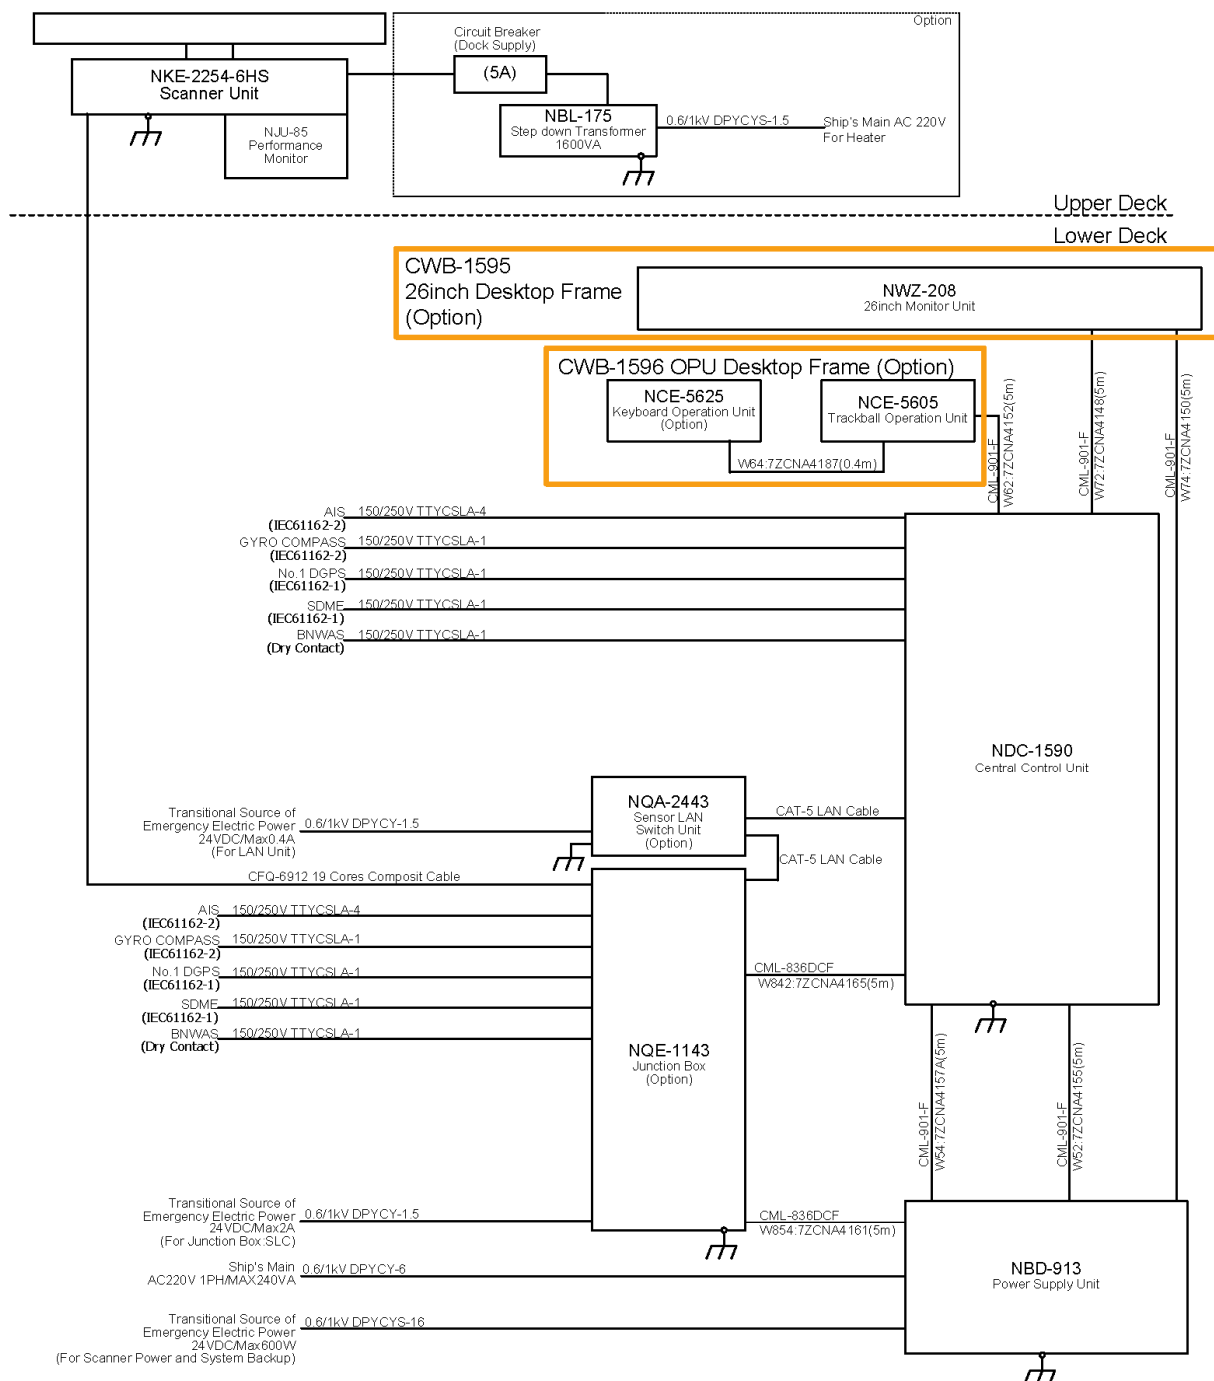 Option
Circuit Breaker
(Dock Supply)
(5A)
NKE-2254-6HS
Scanner Unit
NJU-85
Performance
Monitor
NBL-175
Step down Transformer
1600VA
0.6/1kV DPYCYS-1.5
Ship's Main AC 220V
For Heater
Upper Deck
Lower Deck
CWB-1595
26inch Desktop Frame
(Option)
NWZ-208
26inch Monitor Unit
CWB-1596 OPU Desktop Frame (Option)
NCE-5625
Keyboard Operation Unit
(Option)
NCE-5605
Trackball Operation Unit
W64:7ZCNA4187(0.4m)
CML-901-F
W62:7ZCNA4152(5m)
CML-901-F
W72:7ZCNA4148(5m)
CML-901-F
W74:7ZCNA4150(5m)
AIS 150/250V TTYCSLA-4
(IEC61162-2)
GYRO COMPASS 150/250V TTYCSLA-1
(IEC61162-2)
No.1 DGPS 150/250V TTYCSLA-1
(IEC61162-1)
SDME 150/250V TTYCSLA-1
(IEC61162-1)
BNWAS 150/250V TTYCSLA-1
(Dry Contact)
NDC-1590
Central Control Unit
NQA-2443
Sensor LAN
Switch Unit
(Option)
CAT-5 LAN Cable
CAT-5 LAN Cable
Transitional Source of
Emergency Electric Power 0.6/1kV DPYCY-1.5
24VDC/Max0.4A
(For LAN Unit)
CFQ-6912 19 Cores Composit Cable
AIS 150/250V TTYCSLA-4
(IEC61162-2)
GYRO COMPASS 150/250V TTYCSLA-1
(IEC61162-2)
No.1 DGPS 150/250V TTYCSLA-1
(IEC61162-1)
SDME 150/250V TTYCSLA-1
(IEC61162-1)
BNWAS 150/250V TTYCSLA-1
(Dry Contact)
CML-836DCF
W842:7ZCNA4165(5m)
NQE-1143
Junction Box
(Option)
CML-901-F
W54:7ZCNA4157A(5m)
CML-901-F
W52:7ZCNA4155(5m)
Transitional Source of
Emergency Electric Power 0.6/1kV DPYCY-1.5
24VDC/Max2A
(For Junction Box:SLC)
CML-836DCF
W854:7ZCNA4161(5m)
Ship's Main 0.6/1kV DPYCY-6
AC220V 1PH/MAX240VA
NBD-913
Power Supply Unit
Transitional Source of
Emergency Electric Power 0.6/1kV DPYCYS-16
24VDC/Max600W
(For Scanner Power and System Backup)